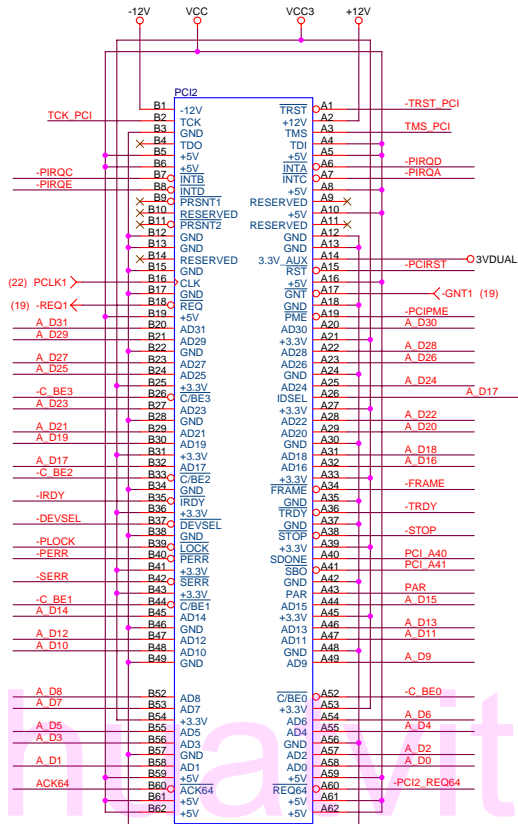 -12V VCC VCC3 +12V
PCI2
B1 -12V TRST A1 -TRST_PCI
TCK_PCI B2 TCK +12V A2
B3 GND TMS A3 TMS_PCI
B4 TDO TDI A4
B5 +5V +5V A5
B6 +5V INTA A6 -PIRQD
-PIRQC B7 INTB INTC A7 -PIRQA
-PIRQE B8 INTD +5V A8
B9 PRSNT1 RESERVED A9
B10 RESERVED +5V A10
B11 PRSNT2 RESERVED A11
B12 GND GND A12
B13 GND GND A13
B14 RESERVED 3.3V_AUX A14 3VDUAL
B15 GND RST A15 -PCIRST
(22) PCLK1 B16 CLK +5V A16
B17 GND GNT A17 -GNT1 (19)
(19) -REQ1 B18 REQ GND A18
B19 +5V PME A19 -PCIPME
A_D31 B20 AD31 AD30 A20 A_D30
A_D29 B21 AD29 +3.3V A21
B22 GND AD28 A22 A_D28
A_D27 B23 AD27 AD26 A23 A_D26
A_D25 B24 AD25 GND A24
B25 +3.3V AD24 A25 A_D24
-C_BE3 B26 C/BE3 IDSEL A26 A_D17
A_D23 B27 AD23 +3.3V A27
B28 GND AD22 A28 A_D22
A_D21 B29 AD21 AD20 A29 A_D20
A_D19 B30 AD19 GND A30
B31 +3.3V AD18 A31 A_D18
A_D17 B32 AD17 AD16 A32 A_D16
-C_BE2 B33 C/BE2 +3.3V A33
B34 GND FRAME A34 -FRAME
-IRDY B35 IRDY GND A35
B36 +3.3V TRDY A36 -TRDY
-DEVSEL B37 DEVSEL GND A37
B38 GND STOP A38 -STOP
-PLOCK B39 LOCK +3.3V A39
-PERR B40 PERR SDONE A40 PCI_A40
B41 +3.3V SBO A41 PCI_A41
-SERR B42 SERR GND A42
B43 +3.3V PAR A43 PAR
-C_BE1 B44 C/BE1 AD15 A44 A_D15
A_D14 B45 AD14 +3.3V A45
B46 GND AD13 A46 A_D13
A_D12 B47 AD12 AD11 A47 A_D11
A_D10 B48 AD10 GND A48
B49 GND AD9 A49 A_D9
A_D8 B52 AD8 C/BE0 A52 -C_BE0
A_D7 B53 AD7 +3.3V A53
B54 +3.3V AD6 A54 A_D6
A_D5 B55 AD5 AD4 A55 A_D4
A_D3 B56 AD3 GND A56
B57 GND AD2 A57 A_D2
A_D1 B58 AD1 AD0 A58 A_D0
B59 +5V +5V A59
ACK64 B60 ACK64 REQ64 A60 -PCI2_REQ64
B61 +5V +5V A61
B62 +5V +5V A62